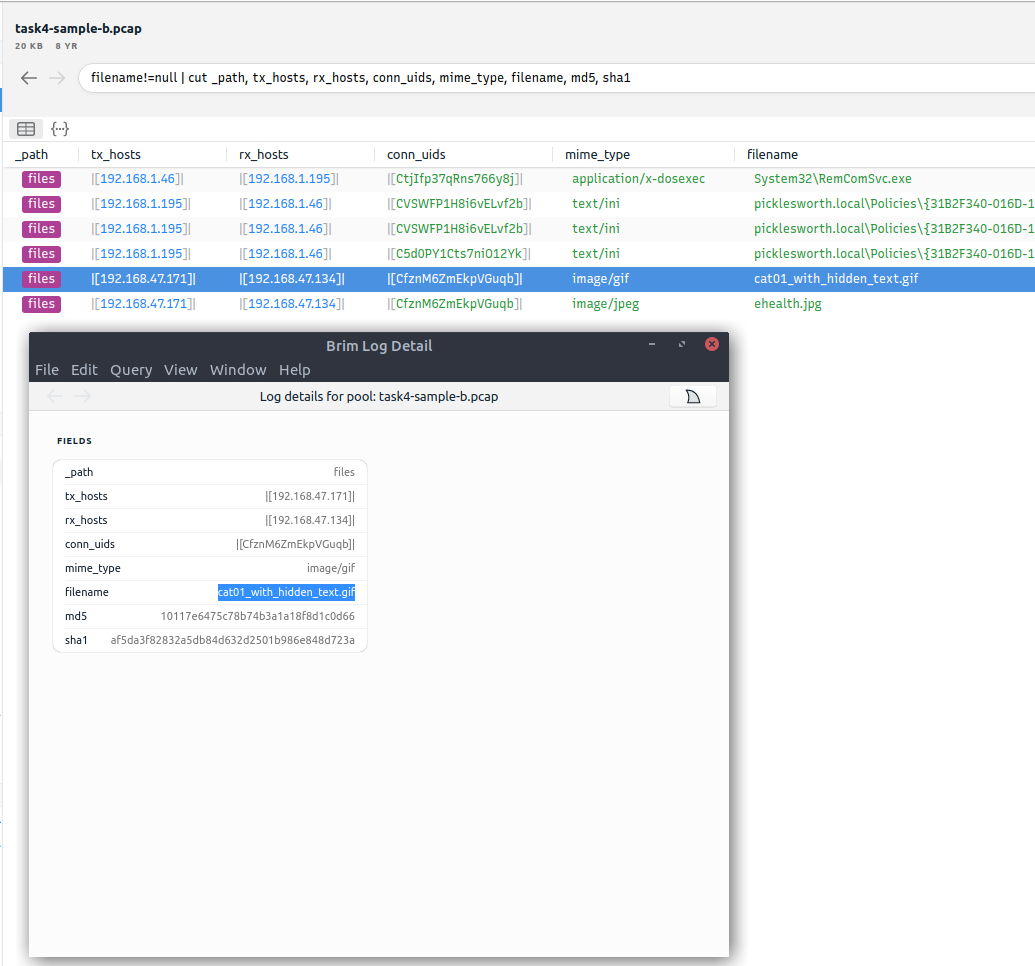 task4-sample-b.pcap
20 KB 8 YR
filename!=null | cut _path, tx_hosts, rx_hosts, conn_uids, mime_type, filename, md5, sha1
_path tx_hosts rx_hosts conn_uids mime_type filename
files |[192.168.1.46]| |[192.168.1.195]| |[CtjIfp37qRns766y8j]| application/x-dosexec System32\RemComSvc.exe
files |[192.168.1.195]| |[192.168.1.46]| |[CVSWFP1H8i6vELvf2b]| text/ini picklesworth.local\Policies\{31B2F340-016D-1
files |[192.168.1.195]| |[192.168.1.46]| |[CVSWFP1H8i6vELvf2b]| text/ini picklesworth.local\Policies\{31B2F340-016D-1
files |[192.168.1.195]| |[192.168.1.46]| |[C5d0PY1Cts7niO12Yk]| text/ini picklesworth.local\Policies\{31B2F340-016D-1
files |[192.168.47.171]| |[192.168.47.134]| |[CfznM6ZmEkpVGuqb]| image/gif cat01_with_hidden_text.gif
files |[192.168.47.171]| |[192.168.47.134]| |[CfznM6ZmEkpVGuqb]| image/jpeg ehealth.jpg
Brim Log Detail
File Edit Query View Window Help
Log details for pool: task4-sample-b.pcap
FIELDS
_path files
tx_hosts |[192.168.47.171]|
rx_hosts |[192.168.47.134]|
conn_uids |[CfznM6ZmEkpVGuqb]|
mime_type image/gif
filename cat01_with_hidden_text.gif
md5 10117e6475c78b74b3a1a18f8d1c0d66
sha1 af5da3f82832a5db84d632d2501b986e848d723a